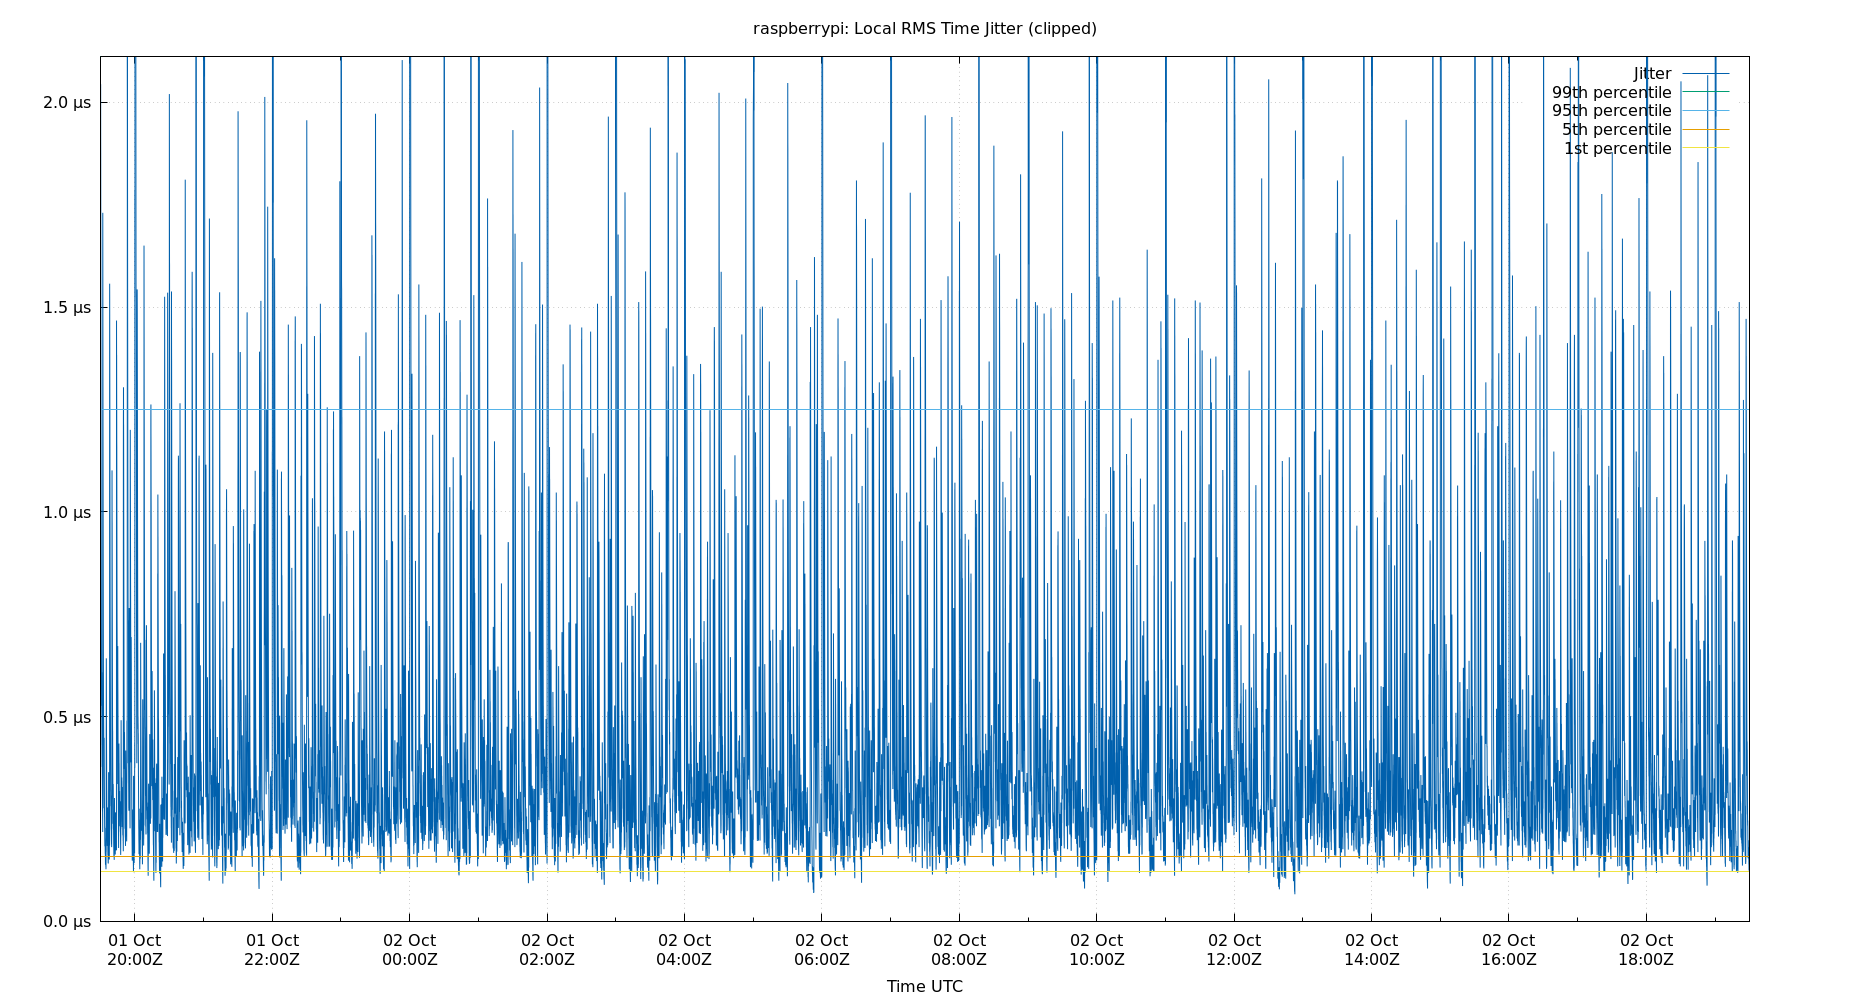 raspberrypi: Local RMS Time Jitter (clipped)
Jitter
99th percentile
95th percentile
5th percentile
1st percentile
2.0 µs
1.5 µs
1.0 µs
0.5 µs
0.0 µs
01 Oct 01 Oct 02 Oct 02 Oct 02 Oct 02 Oct 02 Oct 02 Oct 02 Oct 02 Oct 02 Oct 02 Oct
20:00Z 22:00Z 00:00Z 02:00Z 04:00Z 06:00Z 08:00Z 10:00Z 12:00Z 14:00Z 16:00Z 18:00Z
Time UTC